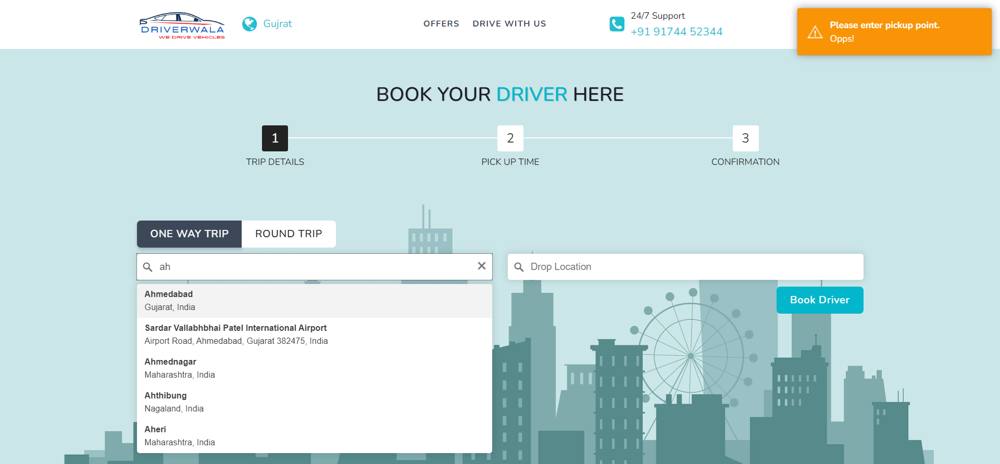 DRIVERWALA
WE DRIVE VEHICLES
Gujrat
OFFERS
DRIVE WITH US
24/7 Support
+91 91744 52344
Please enter pickup point.
Opps!
BOOK YOUR DRIVER HERE
1
TRIP DETAILS
2
PICK UP TIME
3
CONFIRMATION
ONE WAY TRIP
ROUND TRIP
ah
Drop Location
Book Driver
Ahmedabad
Gujarat, India
Sardar Vallabhbhai Patel International Airport
Airport Road, Ahmedabad, Gujarat 382475, India
Ahmednagar
Maharashtra, India
Ahthibung
Nagaland, India
Aheri
Maharashtra, India